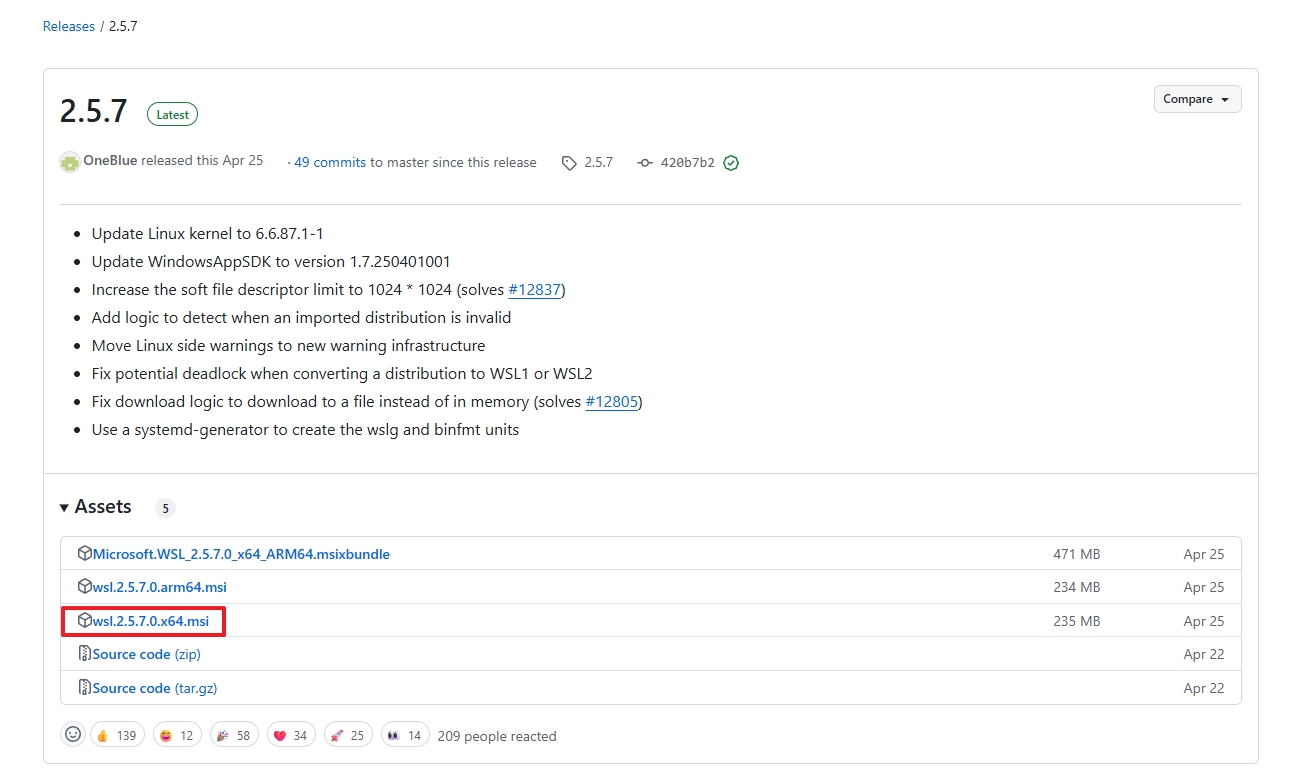 Releases / 2.5.7
2.5.7 Latest Compare
OneBlue released this Apr 25 · 49 commits to master since this release 2.5.7 420b7b2
Update Linux kernel to 6.6.87.1-1
Update WindowsAppSDK to version 1.7.250401001
Increase the soft file descriptor limit to 1024 * 1024 (solves #12837)
Add logic to detect when an imported distribution is invalid
Move Linux side warnings to new warning infrastructure
Fix potential deadlock when converting a distribution to WSL1 or WSL2
Fix download logic to download to a file instead of in memory (solves #12805)
Use a systemd-generator to create the wslg and binfmt units
Assets 5
Microsoft.WSL_2.5.7.0_x64_ARM64.msixbundle 471 MB Apr 25
wsl.2.5.7.0.arm64.msi 234 MB Apr 25
wsl.2.5.7.0.x64.msi 235 MB Apr 25
Source code (zip) Apr 22
Source code (tar.gz) Apr 22
139 12 58 34 25 14 209 people reacted